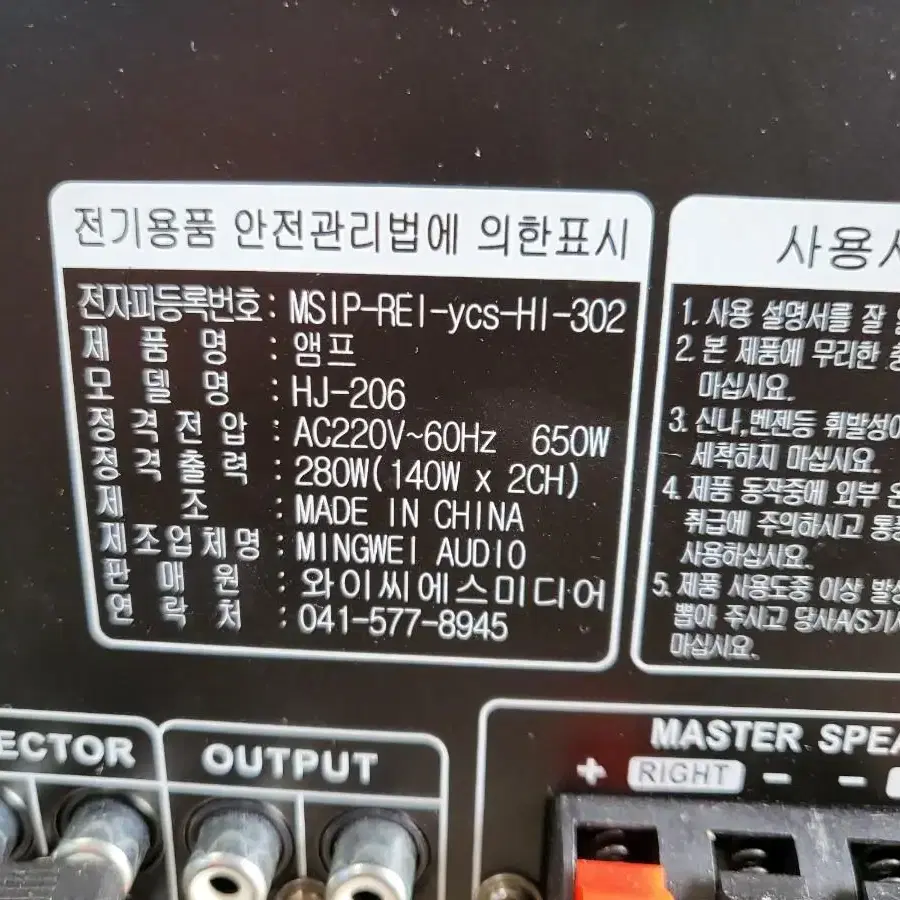 전기용품 안전관리법에 의한표시
전자파등록번호 : MSIP-REI-ycs-HI-302
제 품 명 : 앰프
모 델 명 : HJ-206
정 격 전 압 : AC220V~60Hz 650W
정 격 출 력 : 280W(140W x 2CH)
제 조 : MADE IN CHINA
제조업체명 : MINGWEI AUDIO
판 매 원 : 와이씨에스미디어
연 락 처 : 041-577-8945
사용
1. 사용 설명서를 잘
2. 본 제품에 무리한
마십시요.
3. 신나,벤젠등 휘발성이
세척하지 마십시요.
4. 제품 동작중에 외부
취급에 주의하시고
사용하십시요.
5. 제품 사용도중 이상
뽑아 주시고 당사A/S
마십시요.
ECTOR
OUTPUT
MASTER SPEA
+ RIGHT - -